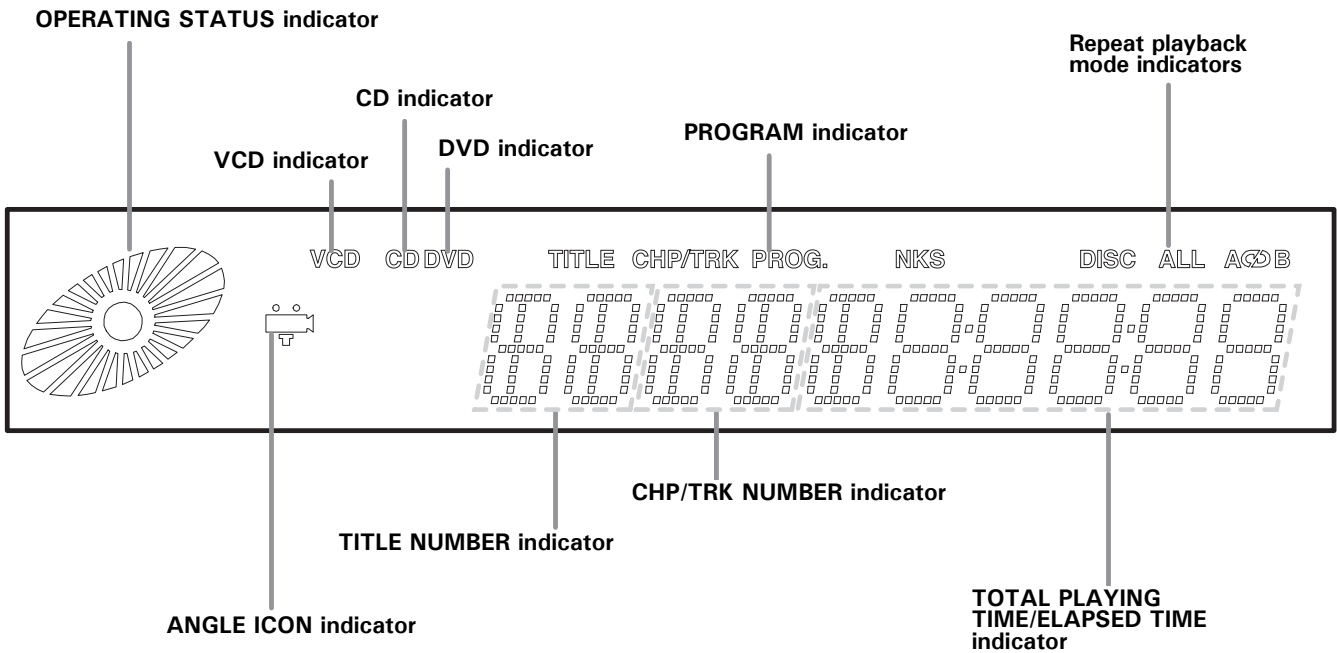 OPERATING STATUS indicator
Repeat playback
mode indicators
CD indicator
PROGRAM indicator
VCD indicator
DVD indicator
VCD CD DVD TITLE CHP/TRK PROG. NKS DISC ALL A B
CHP/TRK NUMBER indicator
TITLE NUMBER indicator
TOTAL PLAYING
TIME/ELAPSED TIME
indicator
ANGLE ICON indicator